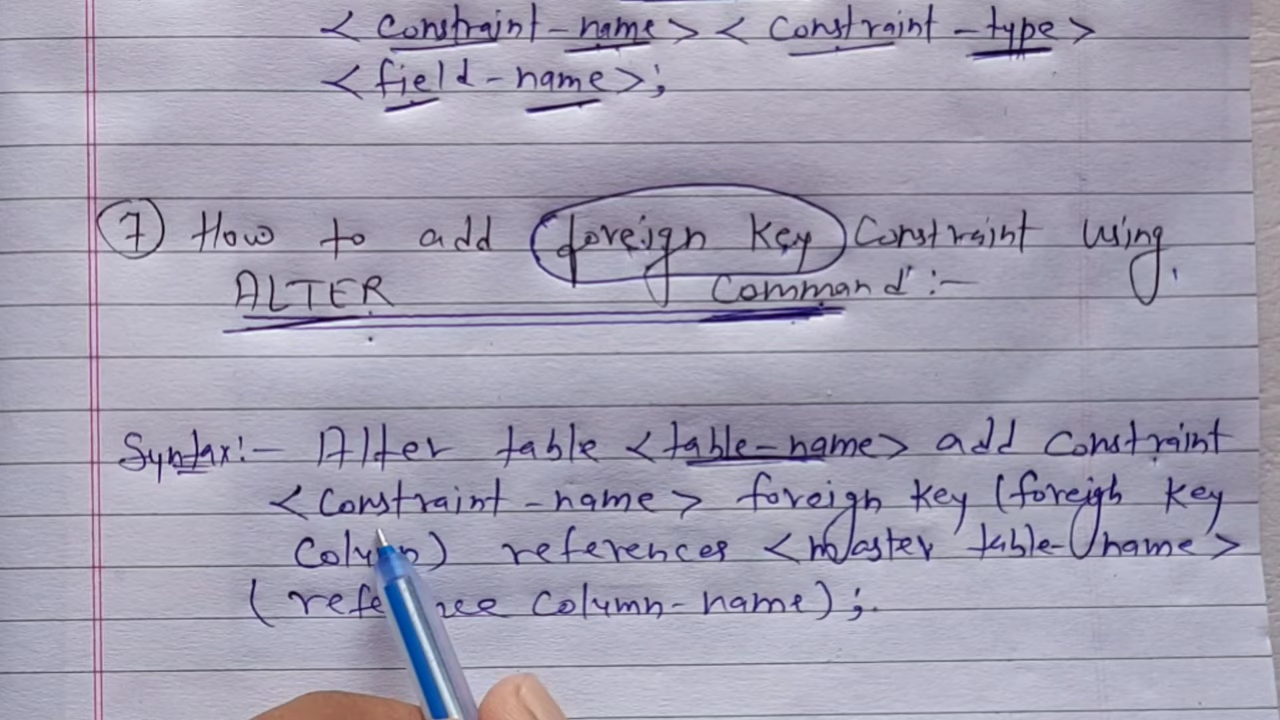 < Constraint-name > < Constraint-type >
< field-name >;
7 How to add foreign key Constraint using
ALTER Command :-
Syntax:- Alter table < table-name > add Constraint
< Constraint-name > foreign key (foreigh key
Column) references < master table-name >
( reference Column-name);